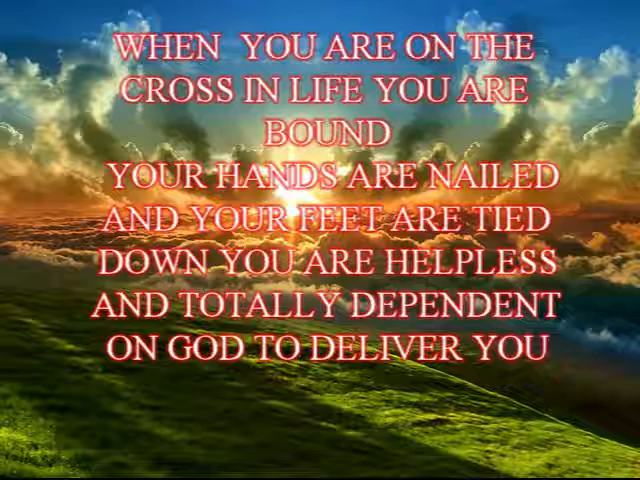 WHEN  YOU ARE ON THE
CROSS IN LIFE YOU ARE
BOUND
YOUR HANDS ARE NAILED
AND YOUR FEET ARE TIED
DOWN YOU ARE HELPLESS
AND TOTALLY DEPENDENT
ON GOD TO DELIVER YOU